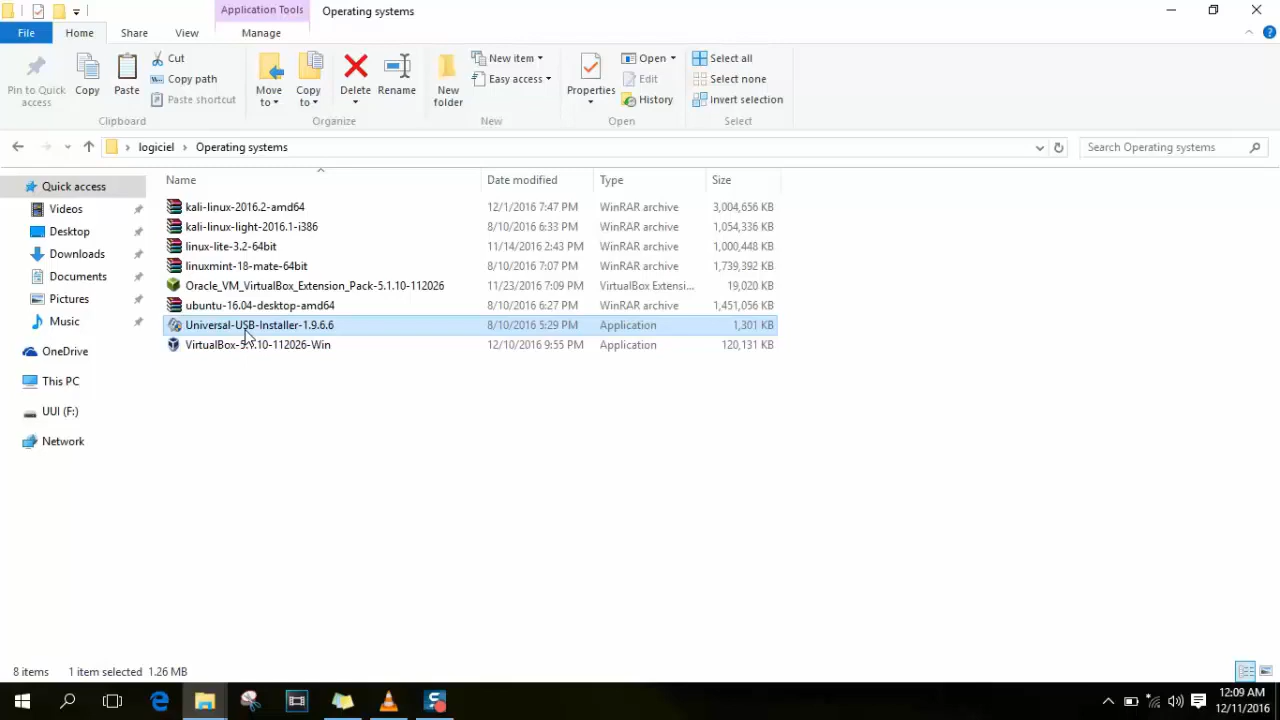 Application Tools
Operating systems
File
Home
Share
View
Manage
Pin to Quick access
Copy
Paste
Cut
Copy path
Paste shortcut
Clipboard
Move to
Copy to
Delete
Rename
Organize
New folder
New item
Easy access
New
Properties
Open
Edit
History
Open
Select all
Select none
Invert selection
Select
logiciel
Operating systems
Search Operating systems
Name Date modified Type Size
Quick access
Videos
Desktop
Downloads
Documents
Pictures
Music
OneDrive
This PC
UUI (F:)
Network
kali-linux-2016.2-amd64 12/1/2016 7:47 PM WinRAR archive 3,004,656 KB
kali-linux-light-2016.1-i386 8/10/2016 6:33 PM WinRAR archive 1,054,336 KB
linux-lite-3.2-64bit 11/14/2016 2:43 PM WinRAR archive 1,000,448 KB
linuxmint-18-mate-64bit 8/10/2016 7:07 PM WinRAR archive 1,739,392 KB
Oracle_VM_VirtualBox_Extension_Pack-5.1.10-112026 11/23/2016 7:09 PM VirtualBox Extensi... 19,020 KB
ubuntu-16.04-desktop-amd64 8/10/2016 6:27 PM WinRAR archive 1,451,056 KB
Universal-USB-Installer-1.9.6.6 8/10/2016 5:29 PM Application 1,301 KB
VirtualBox-5.1.10-112026-Win 12/10/2016 9:55 PM Application 120,131 KB
8 items 1 item selected 1.26 MB
12:09 AM
12/11/2016